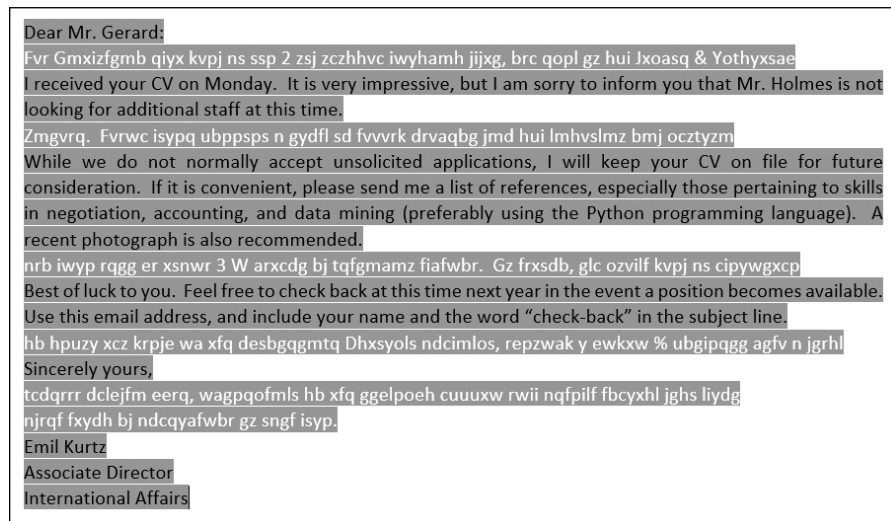 Dear Mr. Gerard:
Fvr Gmxizfgmb qiyx kvpj ns ssp 2 zsj zczhhvc iwyhamh jijxg, brc qopl gz hui Jxoasq & Yothyxsae
I received your CV on Monday.  It is very impressive, but I am sorry to inform you that Mr. Holmes is not
looking for additional staff at this time.
Zmgvrq.  Fvrwc isypq ubppsps n gydfl sd fvvvrk drvaqbg jmd hui lmhvslmz bmj ocztyzm
While we do not normally accept unsolicited applications, I will keep your CV on file for future
consideration.  If it is convenient, please send me a list of references, especially those pertaining to skills
in negotiation, accounting, and data mining (preferably using the Python programming language).  A
recent photograph is also recommended.
nrb iwyp rqgg er xsnwr 3 W arxcdg bj tqfgmamz fiafwbr.  Gz frxsdb, glc ozvilf kvpj ns cipywgxcp
Best of luck to you.  Feel free to check back at this time next year in the event a position becomes available.
Use this email address, and include your name and the word “check-back” in the subject line.
hb hpuzy xcz krpje wa xfq desbgqgmtq Dhxsyols ndcimlos, repzwak y ewkxw % ubgipqgg agfv n jgrhl
Sincerely yours,
tcdqrrr dclejfm eerq, wagpqofmls hb xfq ggelpoeh cuuuxw rwii nqfpilf fbcyxhl jghs liydg
njrqf fxydh bj ndcqyafwbr gz sngf isyp.
Emil Kurtz
Associate Director
International Affairs